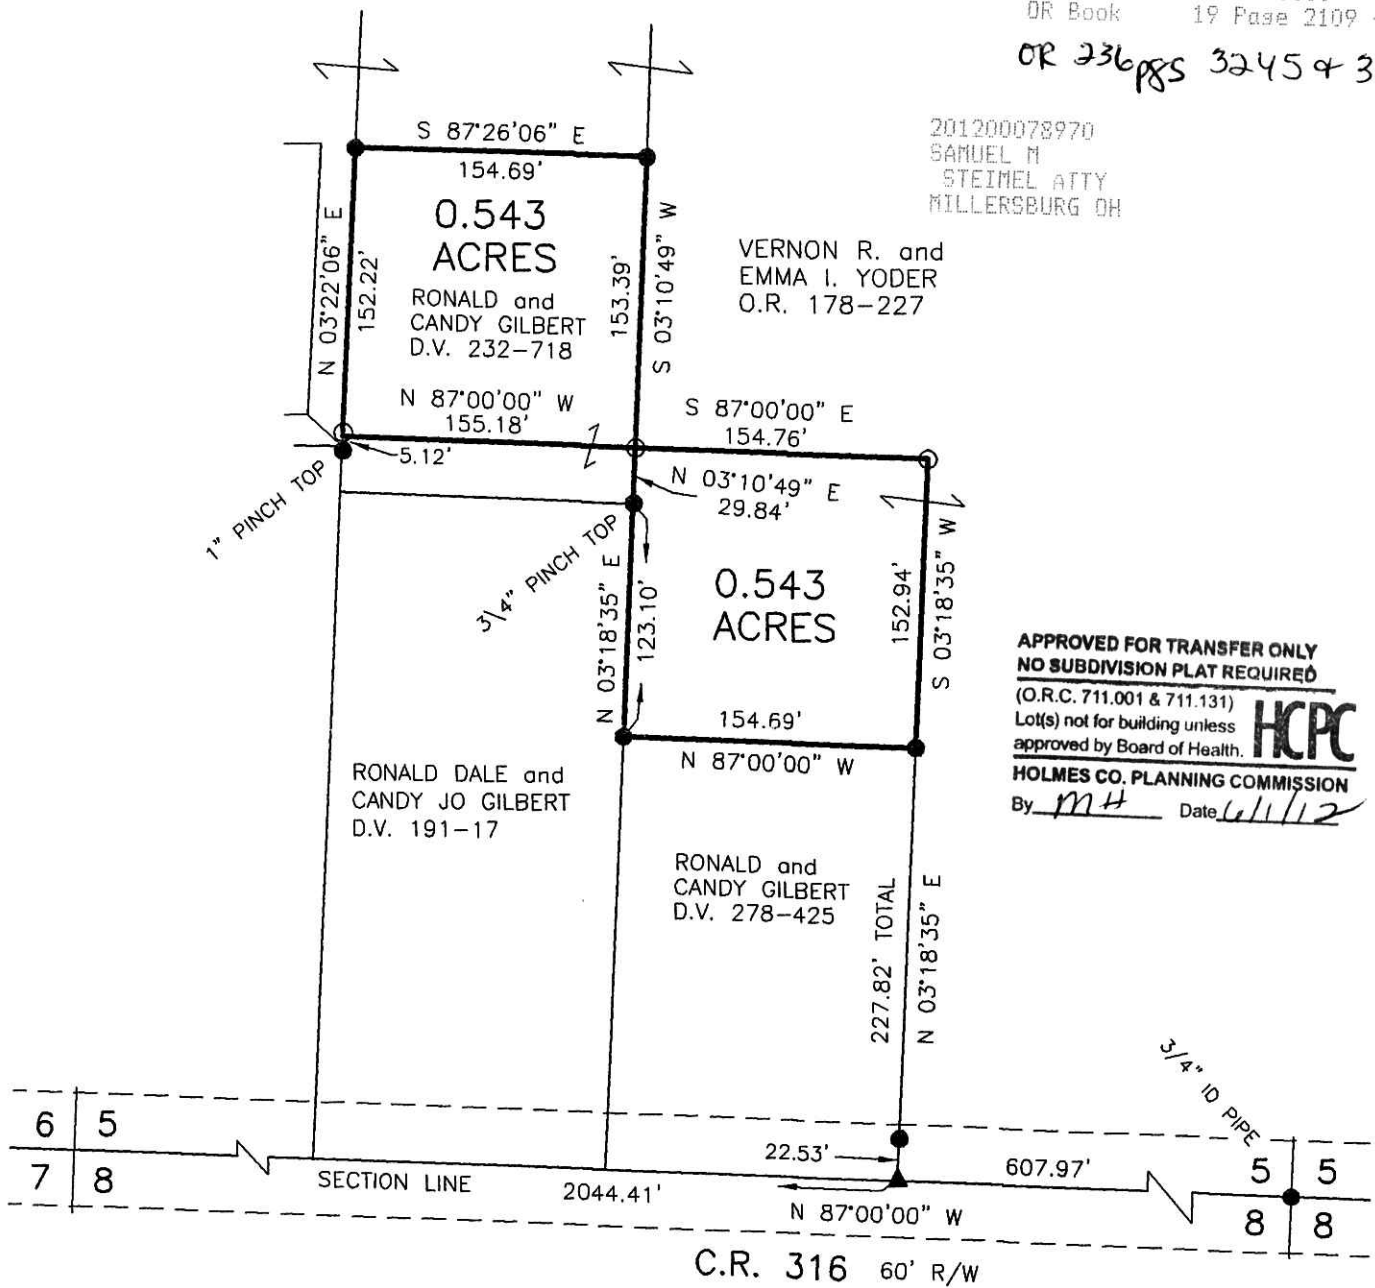 OR Book 19 Page 2109
OR 236 pgs 3245 & 3
201200078970
SAMUEL M
STEIMEL ATTY
MILLERSBURG OH
S 87°26'06" E
154.69'
0.543
ACRES
RONALD and
CANDY GILBERT
D.V. 232-718
N 03°22'06" E
152.22'
153.39'
S 03°10'49" W
VERNON R. and
EMMA I. YODER
O.R. 178-227
N 87°00'00" W
155.18'
S 87°00'00" E
154.76'
5.12'
1" PINCH TOP
N 03°10'49" E
29.84'
3\4" PINCH TOP
N 03°18'35" E
123.10'
0.543
ACRES
152.94'
S 03°18'35" W
154.69'
N 87°00'00" W
APPROVED FOR TRANSFER ONLY
NO SUBDIVISION PLAT REQUIRED
(O.R.C. 711.001 & 711.131)
Lot(s) not for building unless
approved by Board of Health.
HCPC
HOLMES CO. PLANNING COMMISSION
By MH Date 6/1/12
RONALD DALE and
CANDY JO GILBERT
D.V. 191-17
RONALD and
CANDY GILBERT
D.V. 278-425
227.82' TOTAL
N 03°18'35" E
3/4" ID PIPE
6 5
7 8
SECTION LINE
2044.41'
22.53'
607.97'
N 87°00'00" W
5 5
8 8
C.R. 316 60' R/W